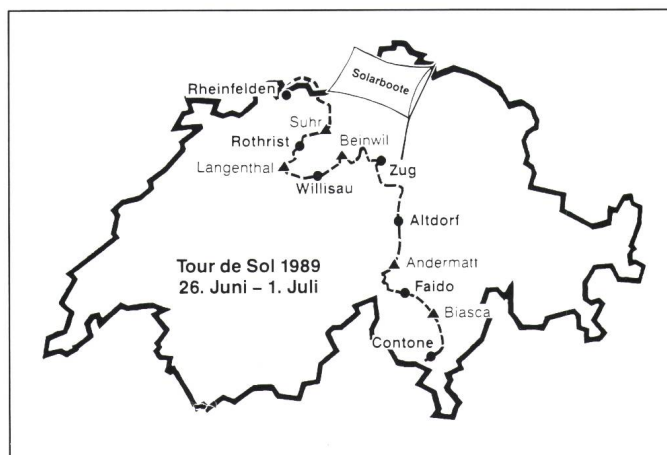 Solarboote
Rheinfelden
Suhr
Rothrist
Beinwil
Langenthal
Zug
Willisau
Altdorf
Tour de Sol 1989
26. Juni – 1. Juli
Andermatt
Faido
Biasca
Contone